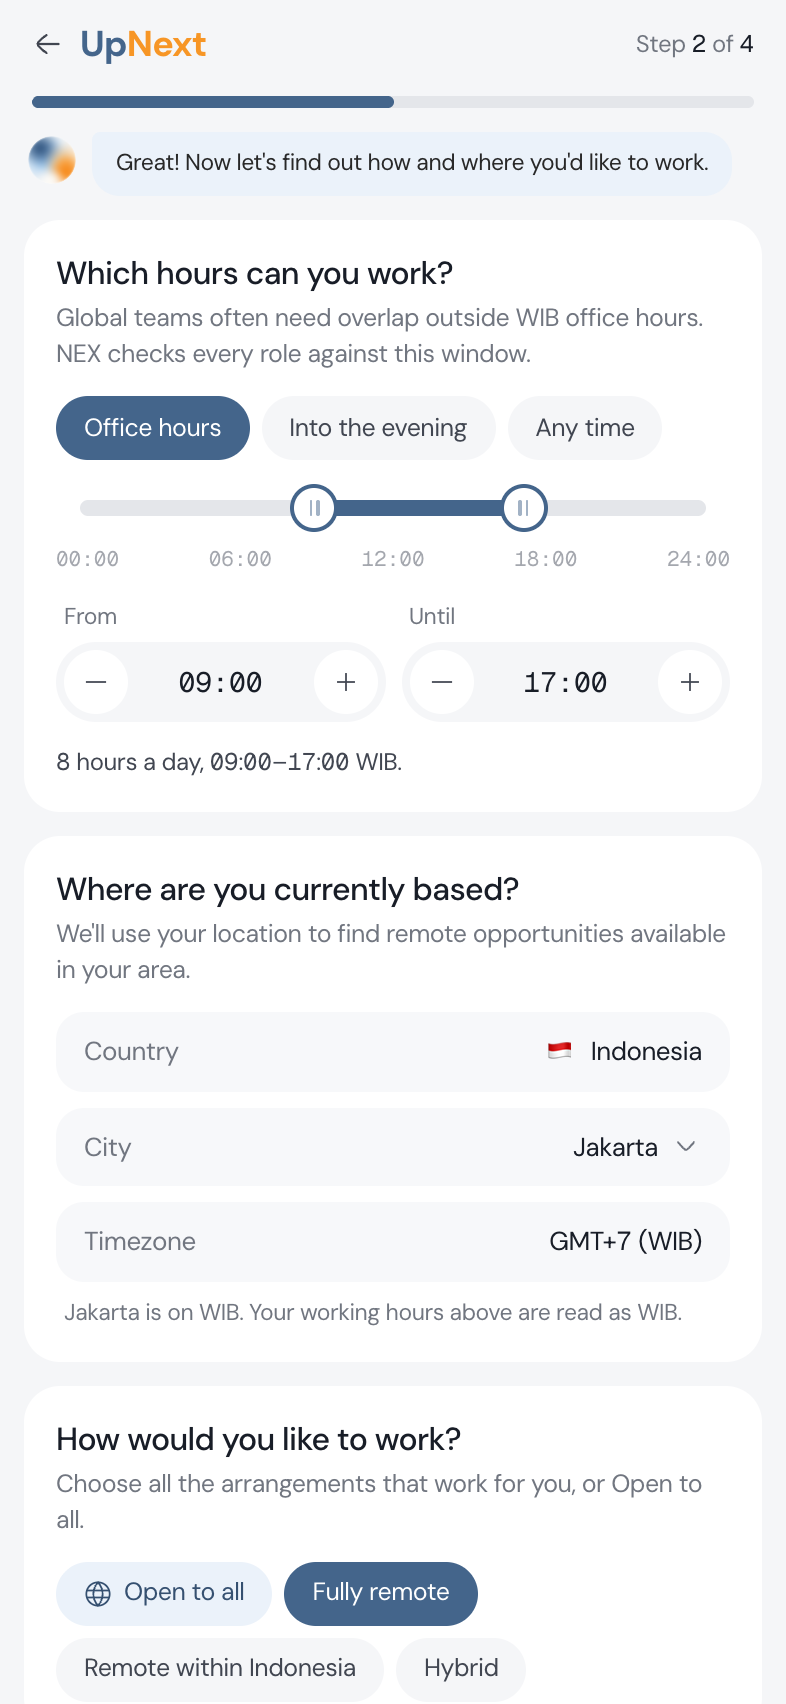 UpNext
Step 2 of 4
Great! Now let's find out how and where you'd like to work.
Which hours can you work?
Global teams often need overlap outside WIB office hours.
NEX checks every role against this window.
Office hours
Into the evening
Any time
00:00 06:00 12:00 18:00 24:00
From
Until
09:00
17:00
8 hours a day, 09:00–17:00 WIB.
Where are you currently based?
We'll use your location to find remote opportunities available
in your area.
Country
Indonesia
City
Jakarta
Timezone
GMT+7 (WIB)
Jakarta is on WIB. Your working hours above are read as WIB.
How would you like to work?
Choose all the arrangements that work for you, or Open to
all.
Open to all
Fully remote
Remote within Indonesia
Hybrid